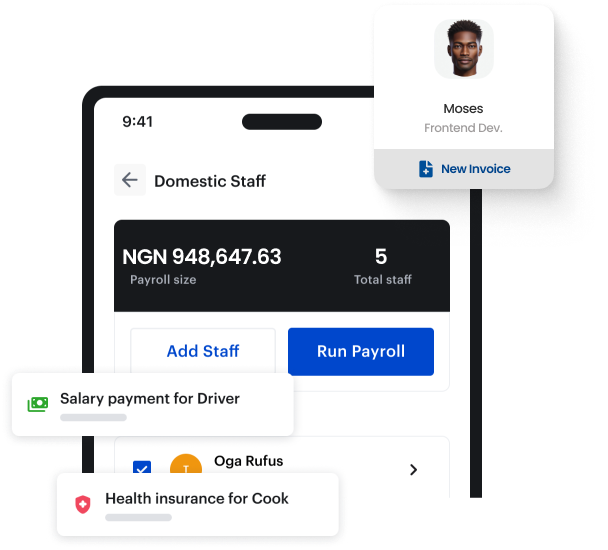 Moses
Frontend Dev.
New Invoice
9:41
Domestic Staff
NGN 948,647.63
5
Payroll size
Total staff
Add Staff
Run Payroll
Salary payment for Driver
Oga Rufus
T
Health insurance for Cook